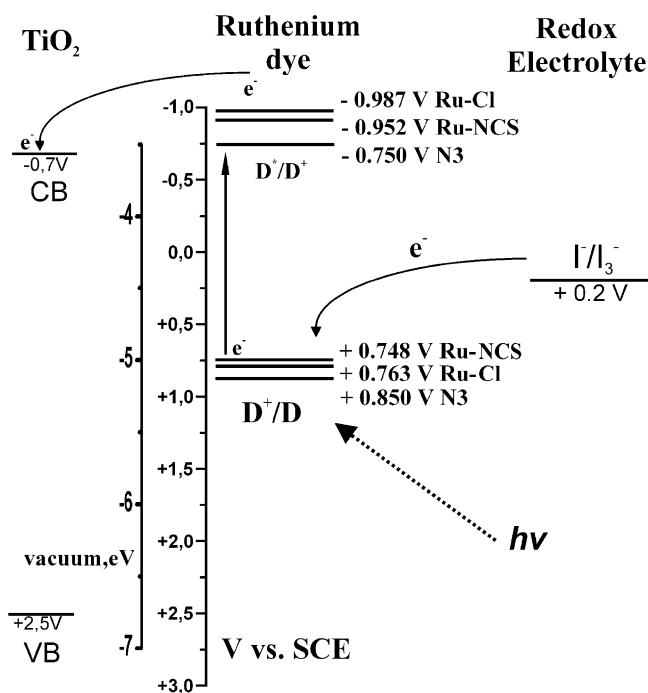 TiO₂
Ruthenium
dye
Redox
Electrolyte
e⁻
e⁻
-0,7V
CB
-1,0
-0,5
0,0
+0,5
+1,0
+1,5
+2,0
+2,5
+3,0
- 0.987 V Ru-Cl
- 0.952 V Ru-NCS
- 0.750 V N3
D*/D⁺
-4
-5
-6
-7
e⁻
I⁻/I₃⁻
+ 0.2 V
e⁻
+ 0.748 V Ru-NCS
+ 0.763 V Ru-Cl
+ 0.850 V N3
D⁺/D
hν
vacuum,eV
+2,5V
VB
V vs. SCE